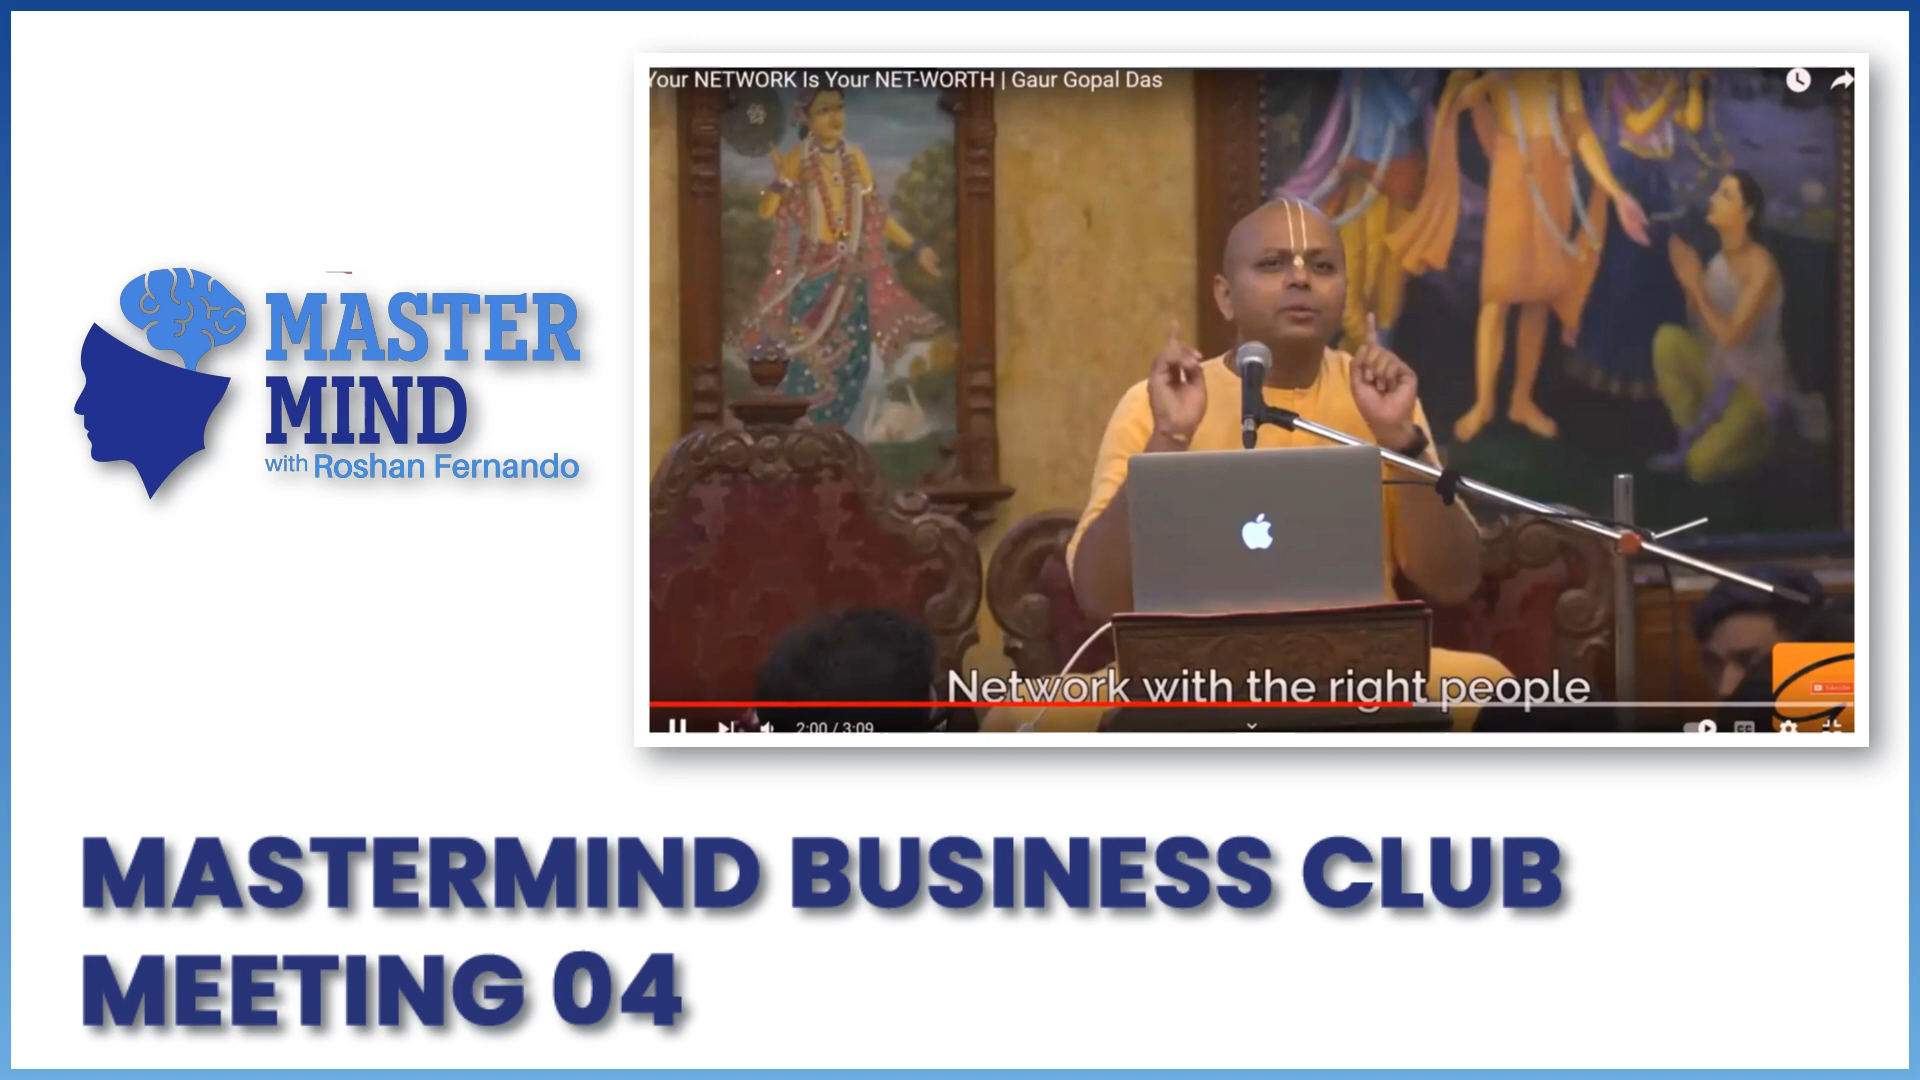 Your NETWORK Is Your NET-WORTH | Gaur Gopal Das
MASTER
MIND
with Roshan Fernando
Network with the right people
2:00 / 3:09
MASTERMIND BUSINESS CLUB
MEETING 04